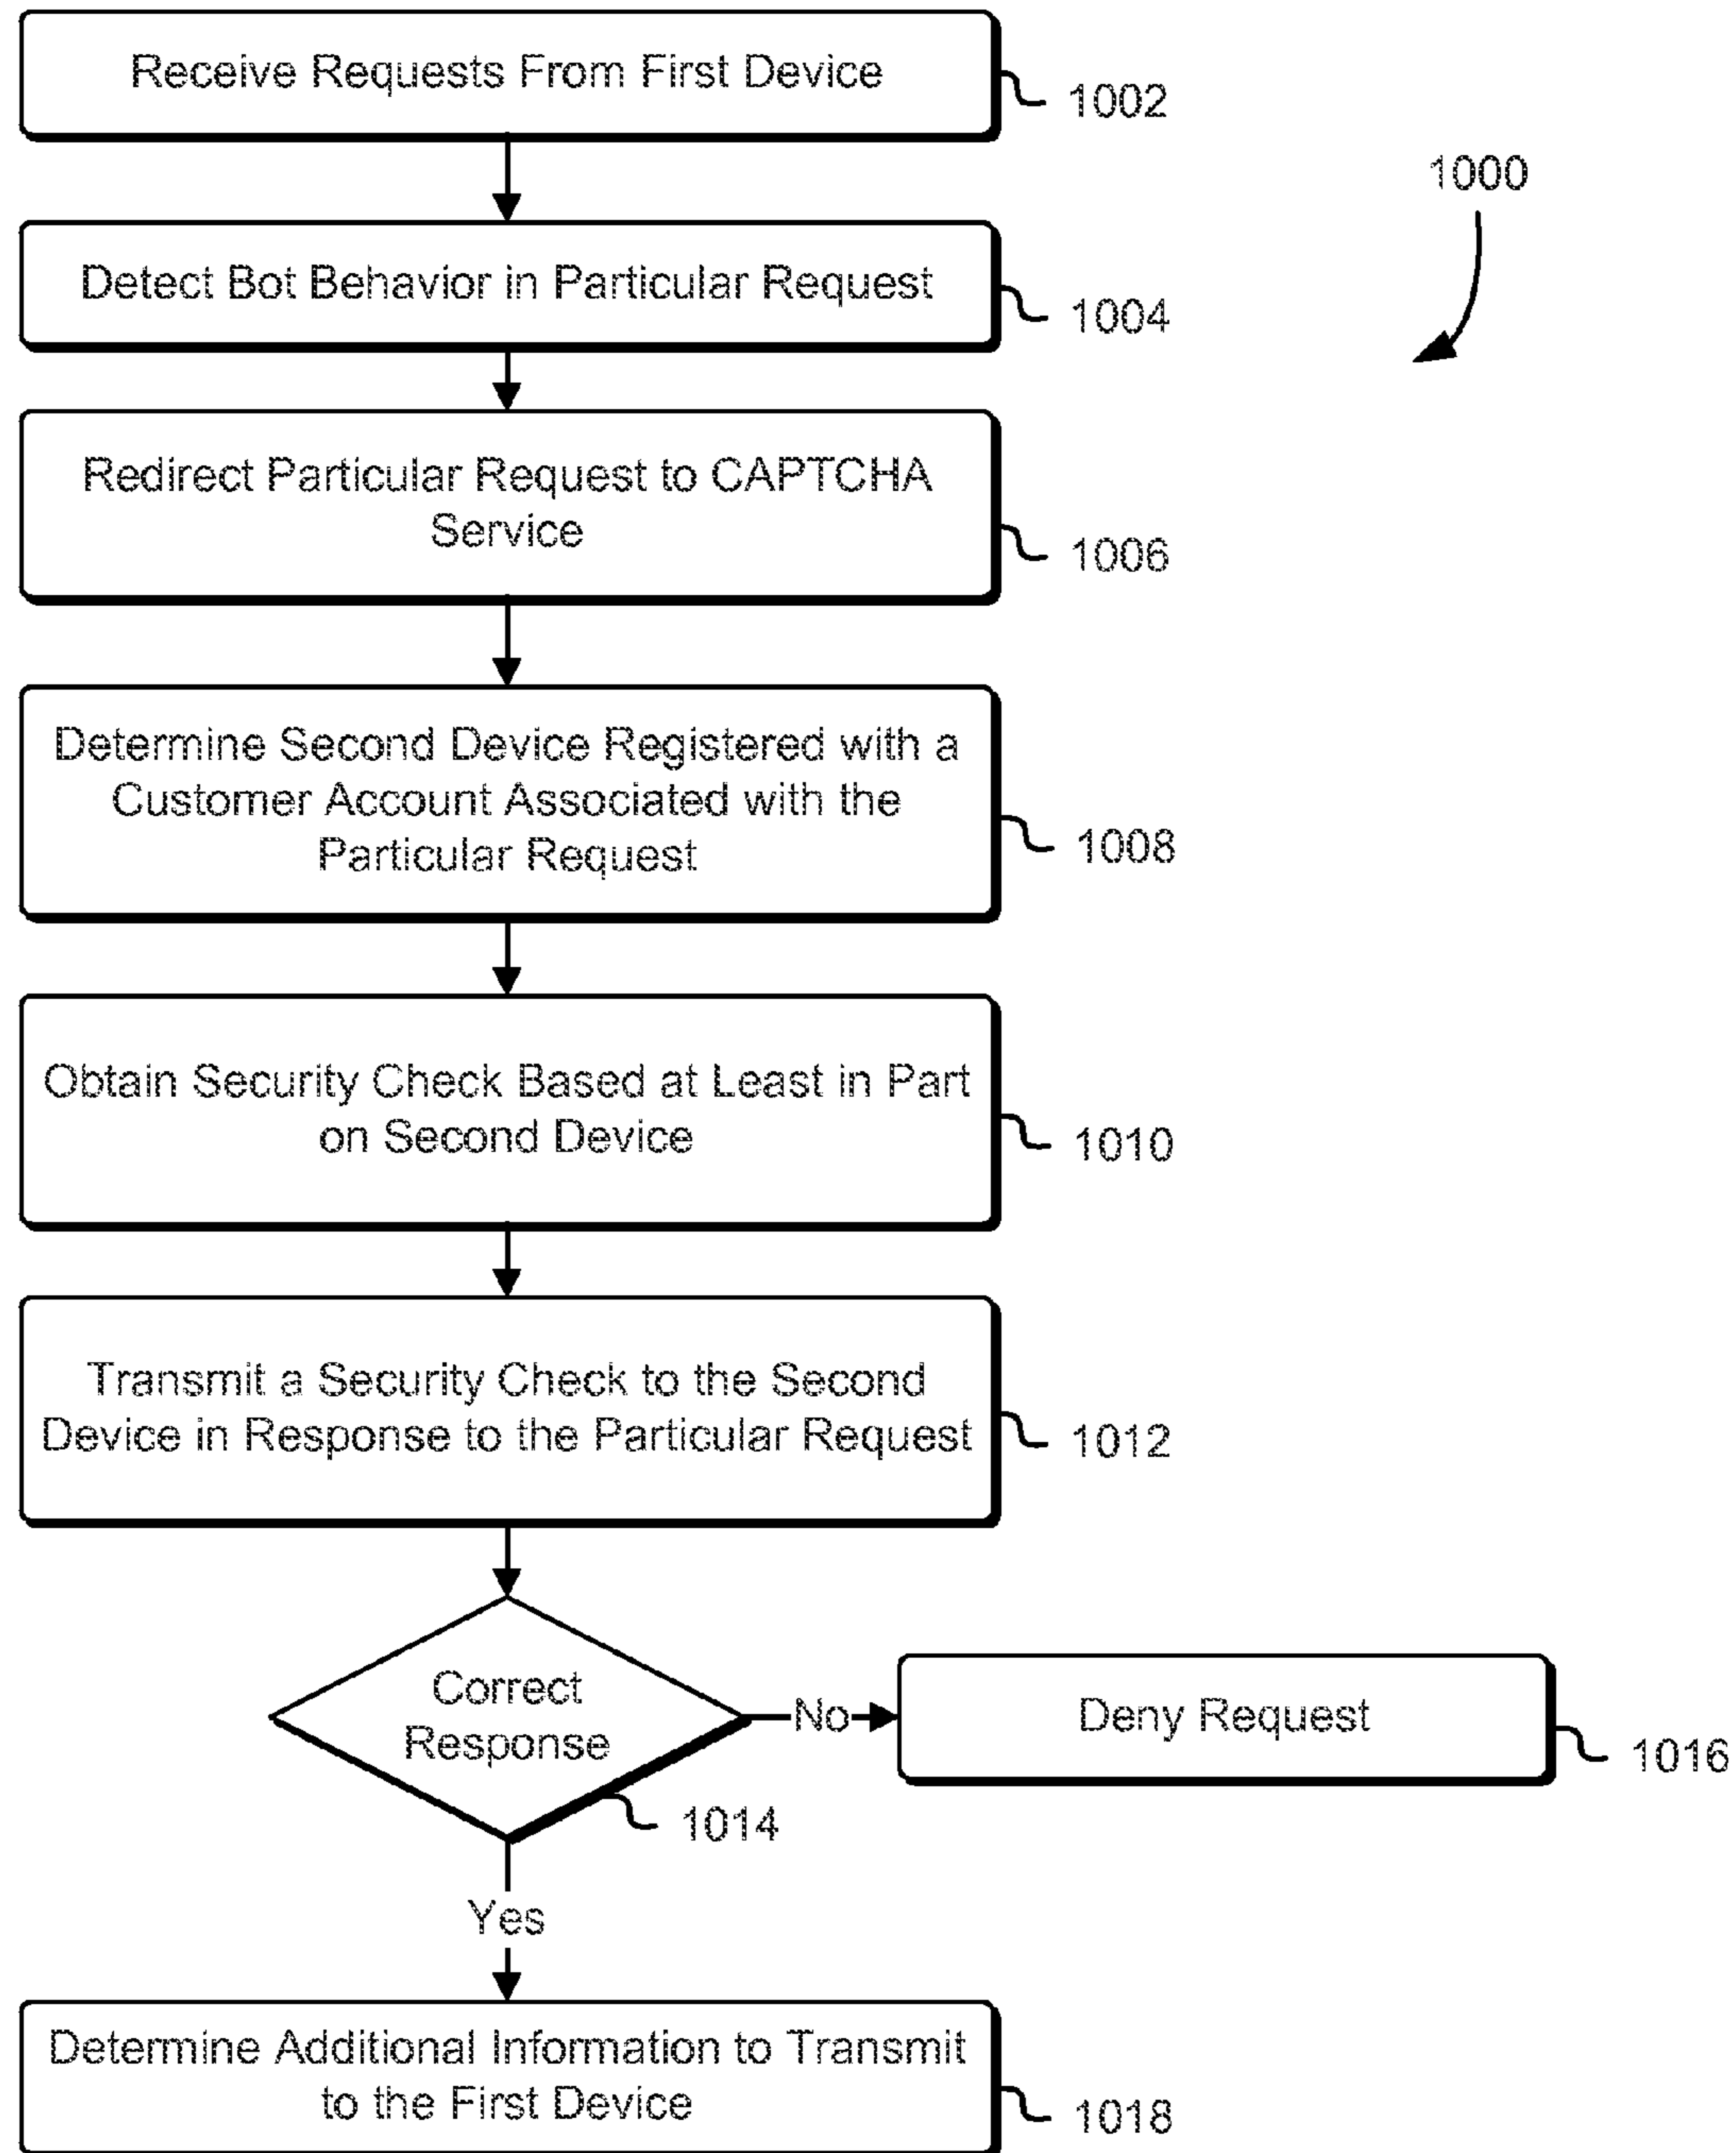 Receive Requests From First Device
1002
1000
Detect Bot Behavior in Particular Request
1004
Redirect Particular Request to CAPTCHA
Service
1006
Determine Second Device Registered with a
Customer Account Associated with the
Particular Request
1008
Obtain Security Check Based at Least in Part
on Second Device
1010
Transmit a Security Check to the Second
Device in Response to the Particular Request
1012
Correct
Response
1014
No
Deny Request
1016
Yes
Determine Additional Information to Transmit
to the First Device
1018